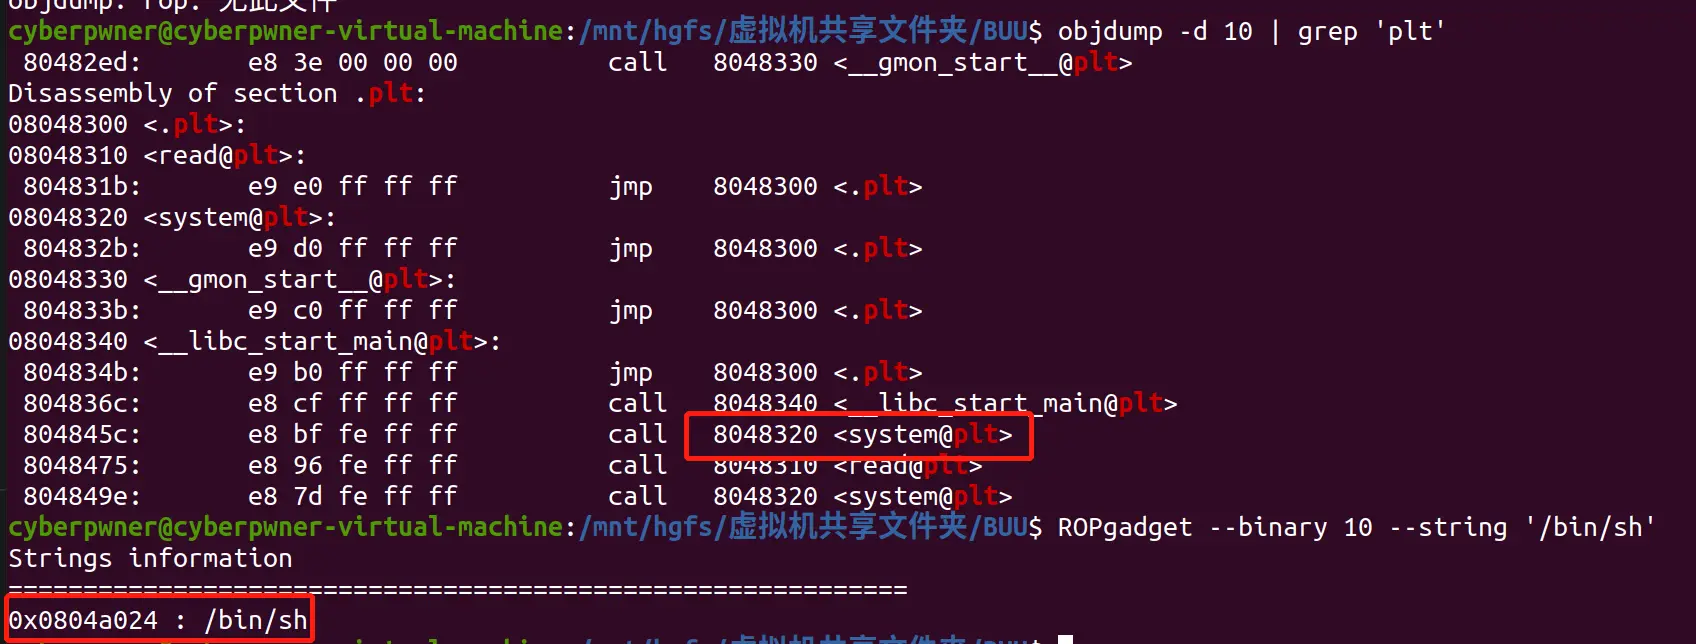 objdump: rop: 无此文件
cyberpwner@cyberpwner-virtual-machine:/mnt/hgfs/虚拟机共享文件夹/BUU$ objdump -d 10 | grep 'plt'
 80482ed:       e8 3e 00 00 00          call   8048330 <__gmon_start__@plt>
Disassembly of section .plt:
08048300 <.plt>:
08048310 <read@plt>:
 804831b:       e9 e0 ff ff ff          jmp    8048300 <.plt>
08048320 <system@plt>:
 804832b:       e9 d0 ff ff ff          jmp    8048300 <.plt>
08048330 <__gmon_start__@plt>:
 804833b:       e9 c0 ff ff ff          jmp    8048300 <.plt>
08048340 <__libc_start_main@plt>:
 804834b:       e9 b0 ff ff ff          jmp    8048300 <.plt>
 804836c:       e8 cf ff ff ff          call   8048340 <__libc_start_main@plt>
 804845c:       e8 bf fe ff ff          call   8048320 <system@plt>
 8048475:       e8 96 fe ff ff          call   8048310 <read@plt>
 804849e:       e8 7d fe ff ff          call   8048320 <system@plt>
cyberpwner@cyberpwner-virtual-machine:/mnt/hgfs/虚拟机共享文件夹/BUU$ ROPgadget --binary 10 --string '/bin/sh'
Strings information
============================================================
0x0804a024 : /bin/sh